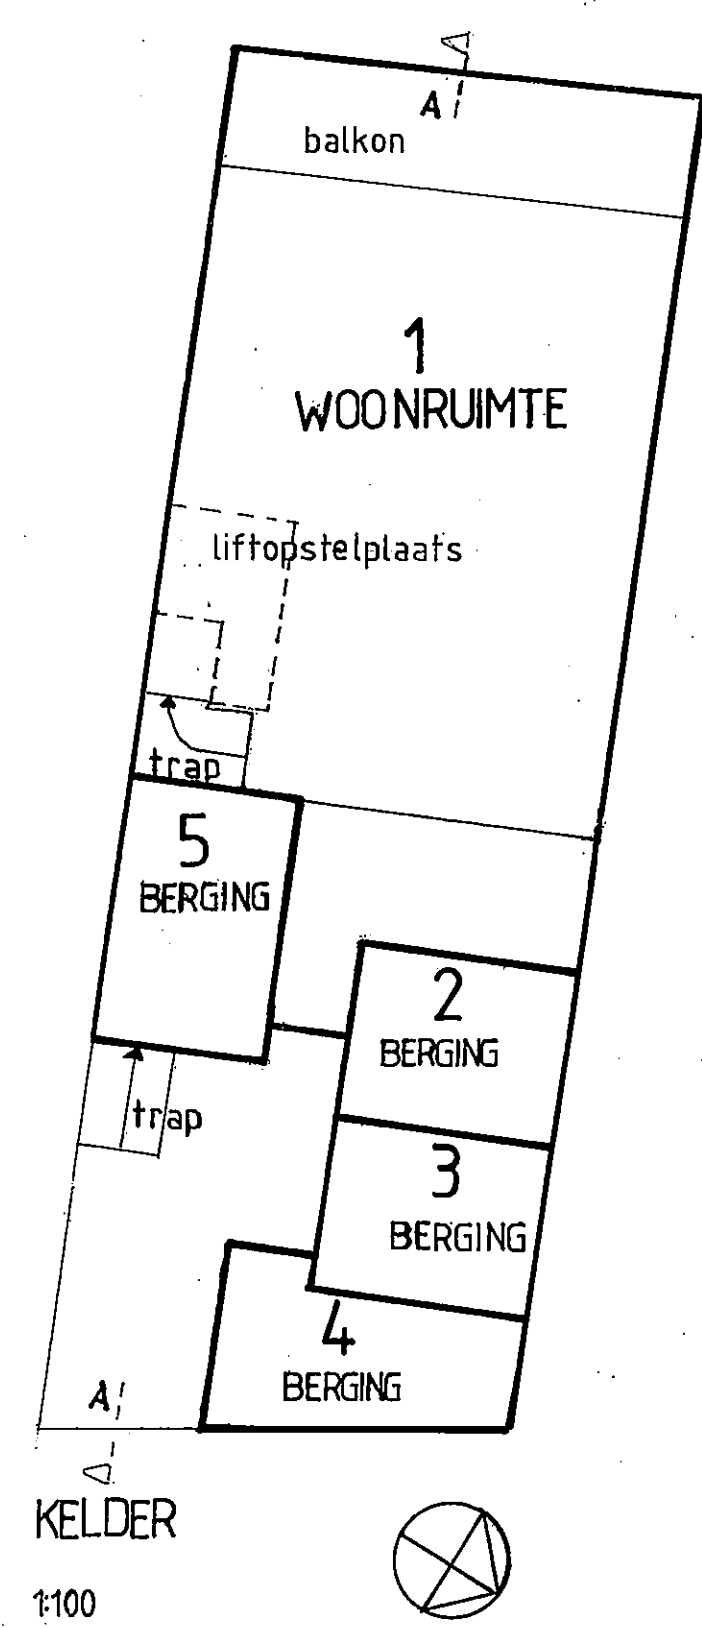 A
balkon
1
WOONRUIMTE
liftopstelplaats
trap
5
BERGING
2
BERGING
trap
3
BERGING
4
BERGING
A
KELDER
1:100